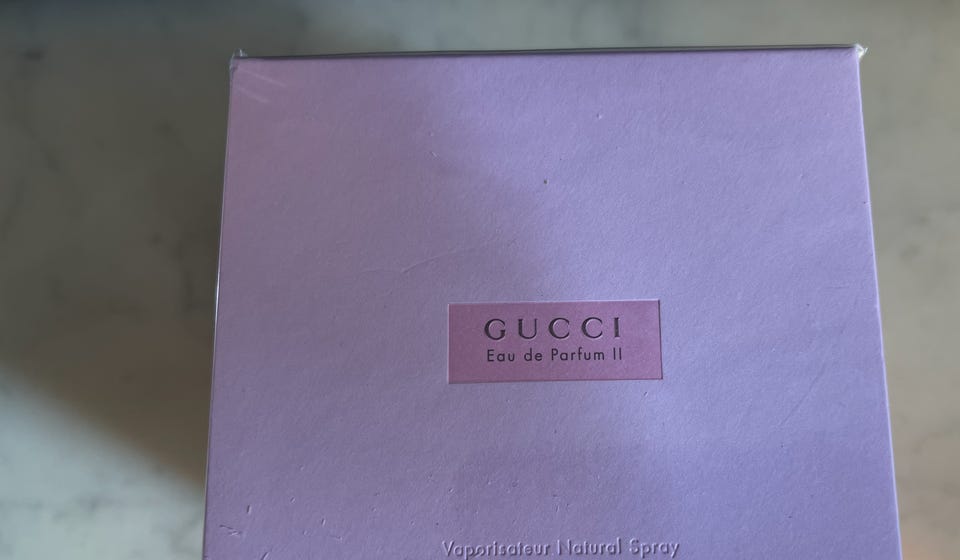 GUCCI
Eau de Parfum II
Vaporisateur Natural Spray